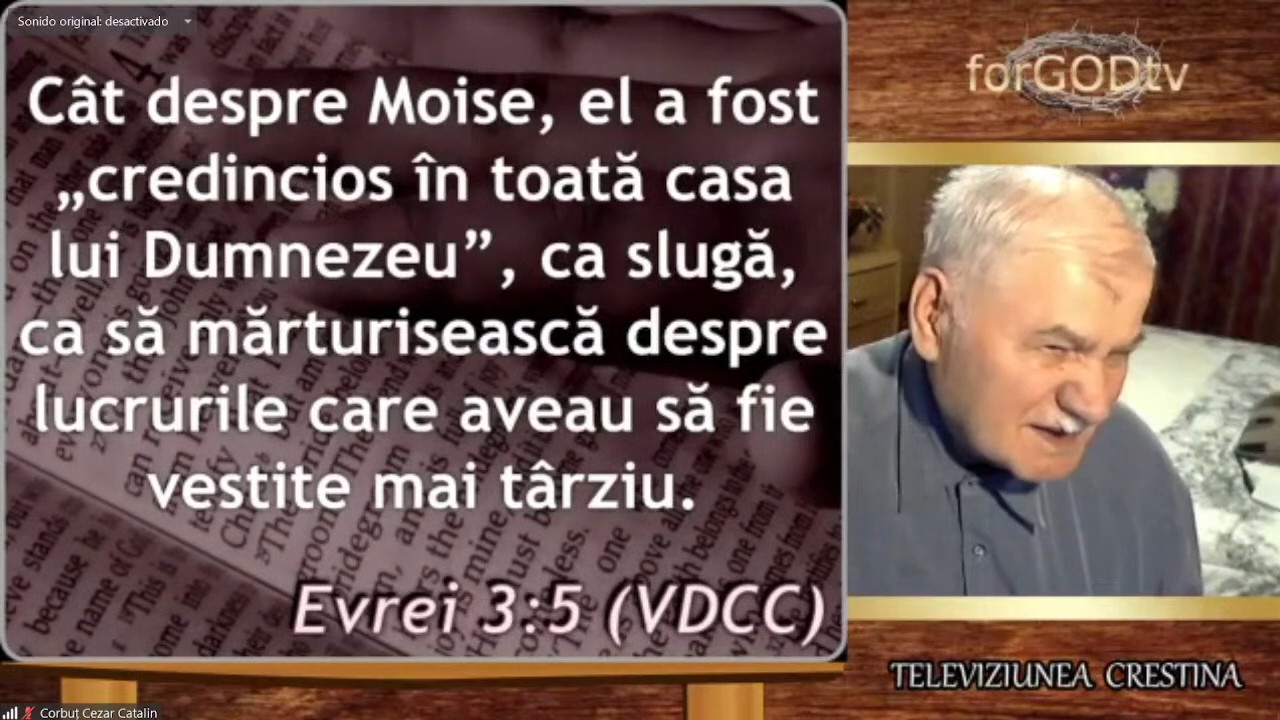 Sonido original: desactivado
Cât despre Moise, el a fost
„credincios în toată casa
lui Dumnezeu”, ca slugă,
ca să mărturisească despre
lucrurile care aveau să fie
vestite mai târziu.
Evrei 3:5 (VDCC)
forGODtv
TELEVIZIUNEA CRESTINA
Corbuț Cezar Catalin